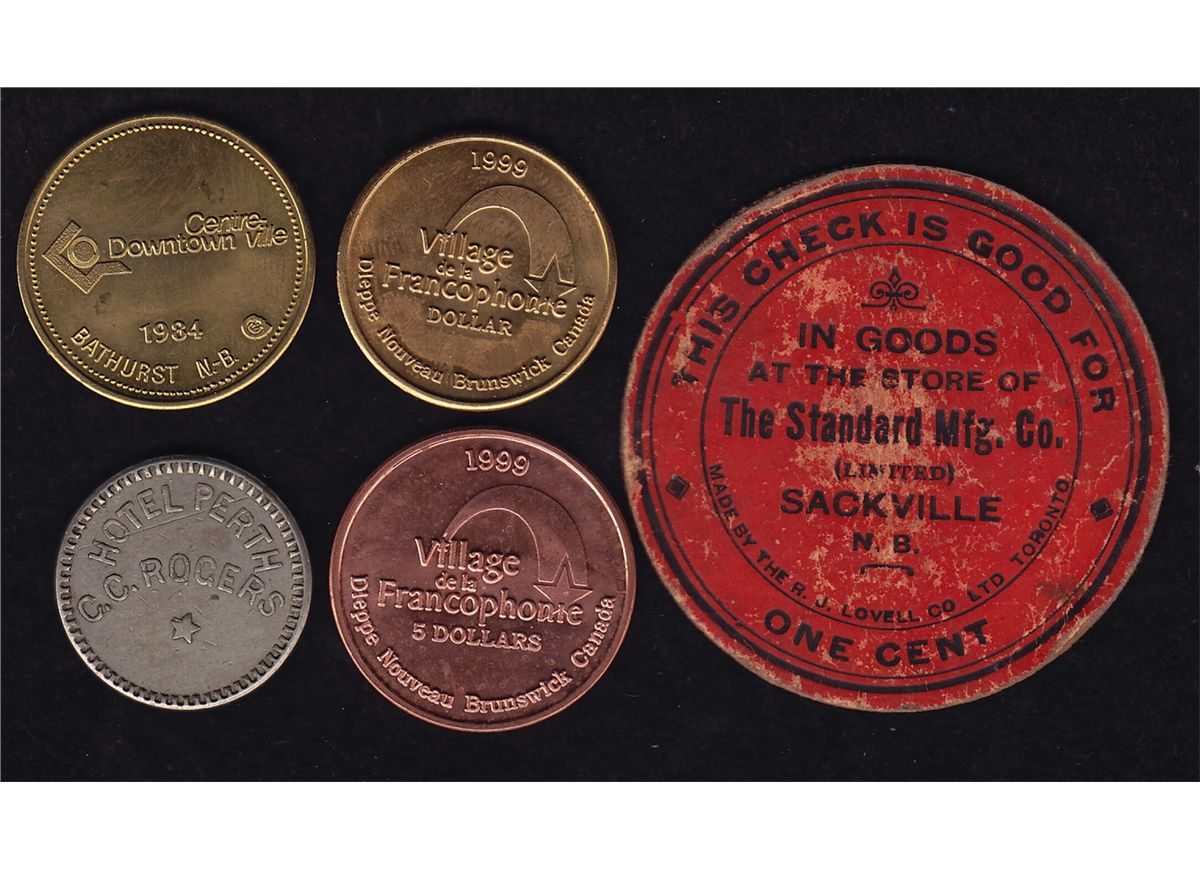 Centre-
Downtown Ville
1984
BATHURST N.B.
1999
Village
de la
Francophonie
DOLLAR
Dieppe Nouveau Brunswick Canada
HOTEL PERTH
C.C. ROGERS
1999
Village
de la
Francophonie
5 DOLLARS
Dieppe Nouveau Brunswick Canada
THIS CHECK IS GOOD FOR
IN GOODS
AT THE STORE OF
The Standard Mfg. Co.
(LIMITED)
SACKVILLE
N. B.
MADE BY THE R. J. LOVELL CO LTD TORONTO
ONE CENT